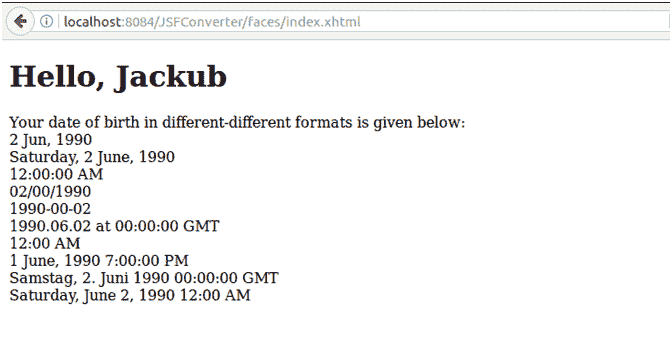 localhost:8084/JSFConverter/faces/index.xhtml
Hello, Jackub
Your date of birth in different-different formats is given below:
2 Jun, 1990
Saturday, 2 June, 1990
12:00:00 AM
02/00/1990
1990-00-02
1990.06.02 at 00:00:00 GMT
12:00 AM
1 June, 1990 7:00:00 PM
Samstag, 2. Juni 1990 00:00:00 GMT
Saturday, June 2, 1990 12:00 AM